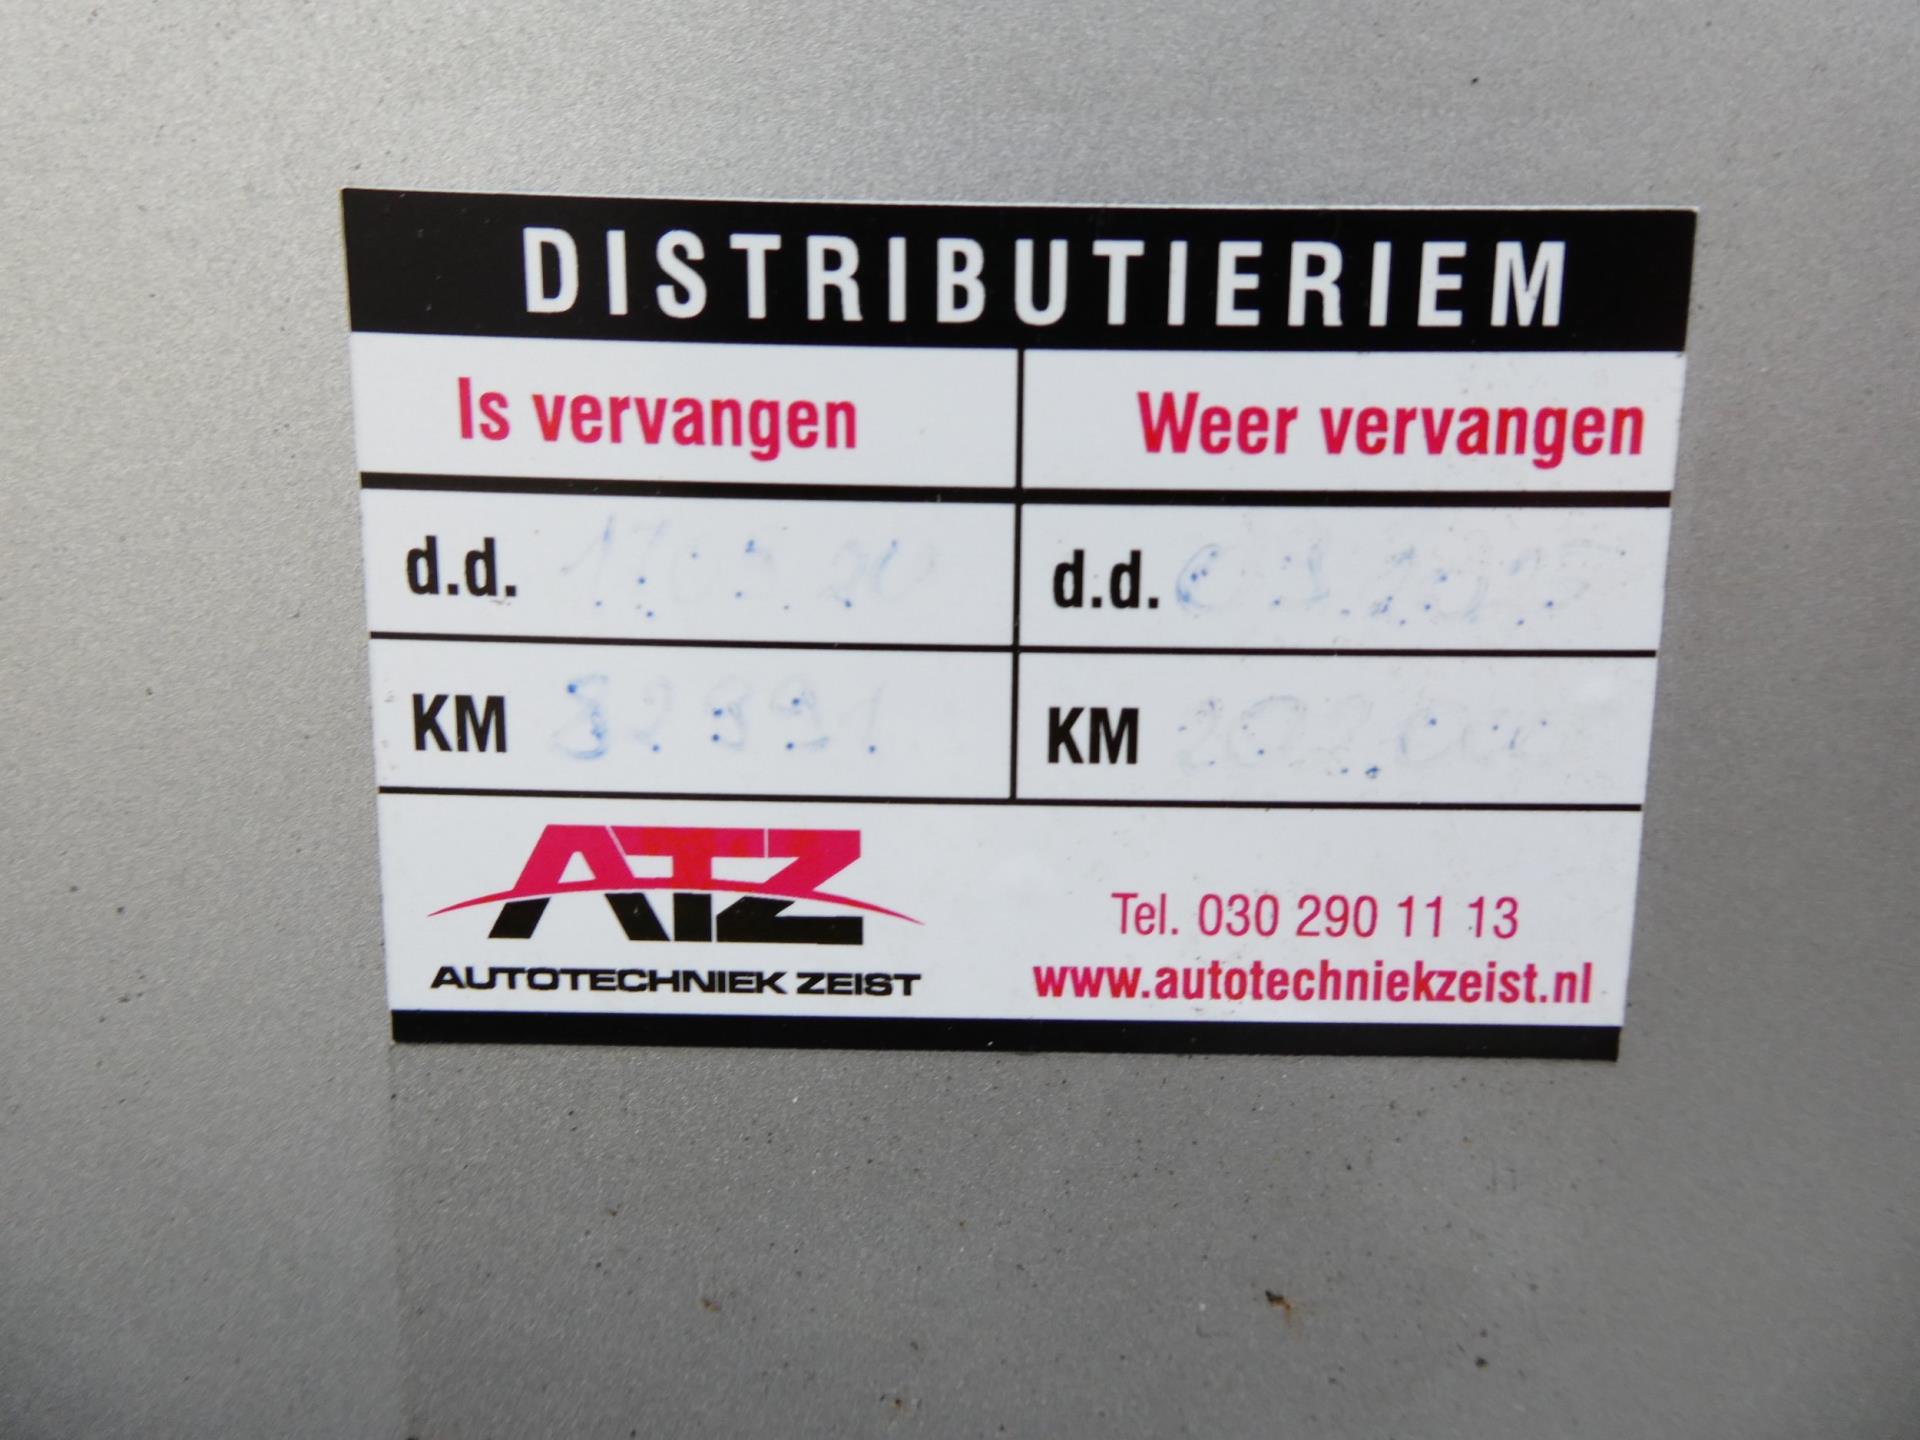 DISTRIBUTIERIEM
Is vervangen Weer vervangen
d.d. d.d.
KM KM
ATZ
AUTOTECHNIEK ZEIST
Tel. 030 290 11 13
www.autotechniekzeist.nl